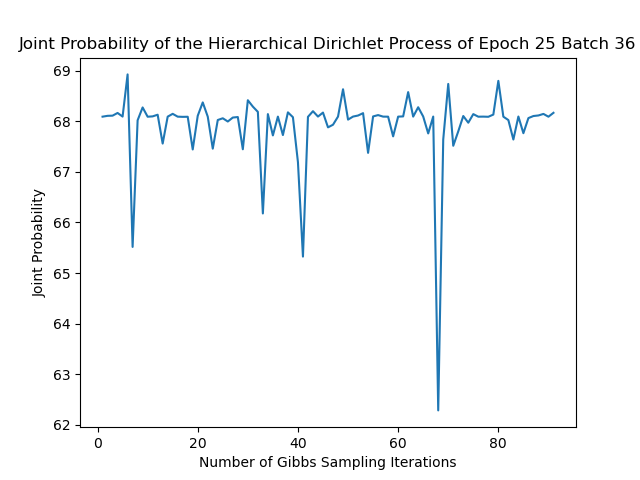 Joint Probability of the Hierarchical Dirichlet Process of Epoch 25 Batch 36
69
68
67
66
65
64
63
62
Joint Probability
0 20 40 60 80
Number of Gibbs Sampling Iterations